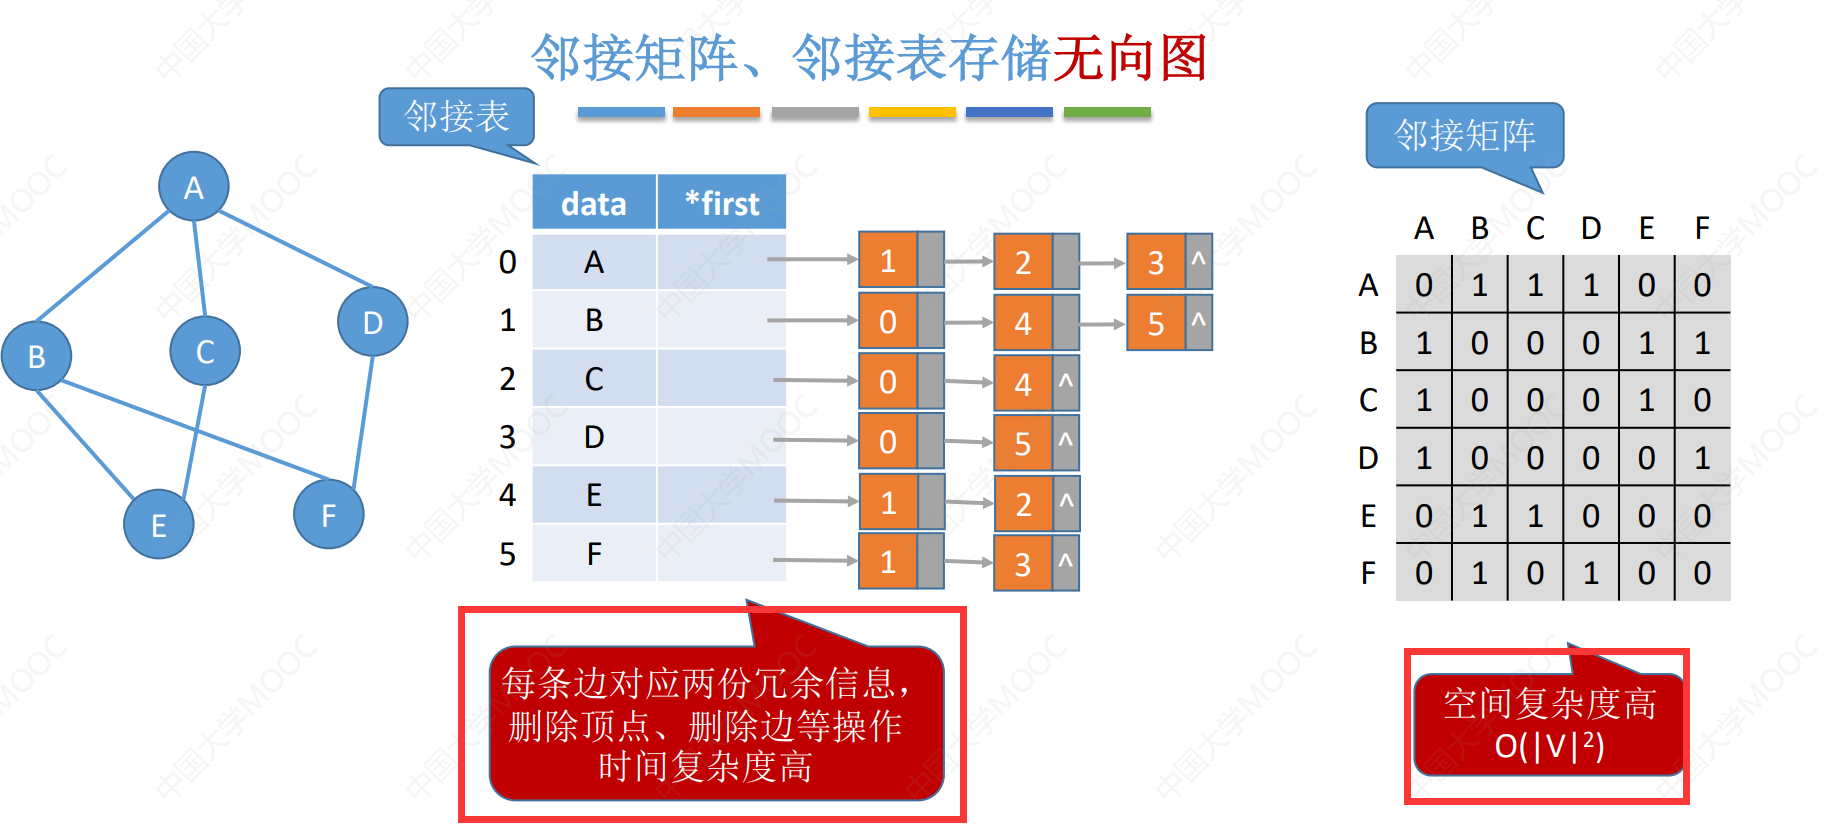 邻接矩阵、邻接表存储无向图
邻接表
邻接矩阵
A
B
C
D
E
F
data *first
0 A 1 2 3 ^
1 B 0 4 5 ^
2 C 0 4 ^
3 D 0 5 ^
4 E 1 2 ^
5 F 1 3 ^
A B C D E F
A 0 1 1 1 0 0
B 1 0 0 0 1 1
C 1 0 0 0 1 0
D 1 0 0 0 0 1
E 0 1 1 0 0 0
F 0 1 0 1 0 0
每条边对应两份冗余信息，
删除顶点、删除边等操作
时间复杂度高
空间复杂度高
O(|V|²)
中国大学MOOC